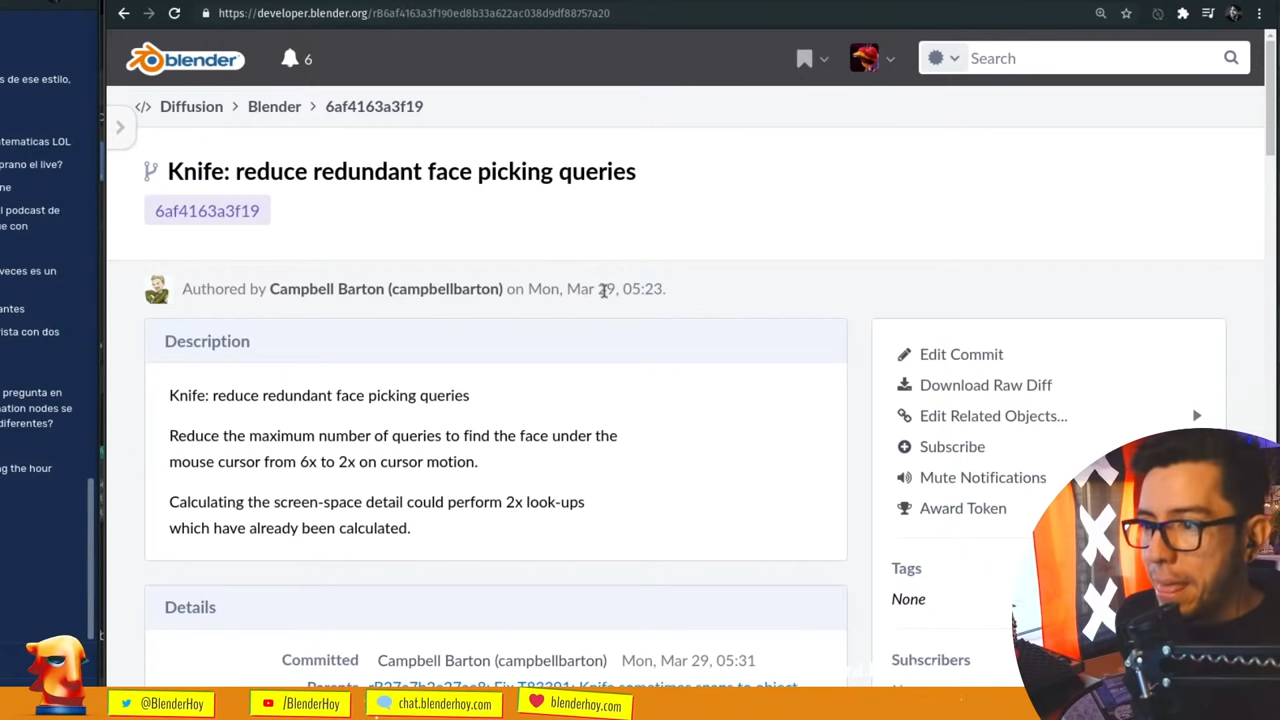 https://developer.blender.org/rB6af4163a3f190ed8b33a622ac038d9df88757a20
s de ese estilo,
blender
6
Search
Diffusion > Blender > 6af4163a3f19
tematicas LOL
prano el live?
ne
l podcast de
ue con
veces es un
antes
rista con dos
pregunta en
nation nodes se
diferentes?
ng the hour
Knife: reduce redundant face picking queries
6af4163a3f19
Authored by Campbell Barton (campbellbarton) on Mon, Mar 29, 05:23.
Description
Knife: reduce redundant face picking queries
Reduce the maximum number of queries to find the face under the
mouse cursor from 6x to 2x on cursor motion.
Calculating the screen-space detail could perform 2x look-ups
which have already been calculated.
Edit Commit
Download Raw Diff
Edit Related Objects...
Subscribe
Mute Notifications
Award Token
Tags
None
Subscribers
Details
Committed Campbell Barton (campbellbarton) Mon, Mar 29, 05:31
@BlenderHoy
/BlenderHoy
chat.blenderhoy.com
blenderhoy.com